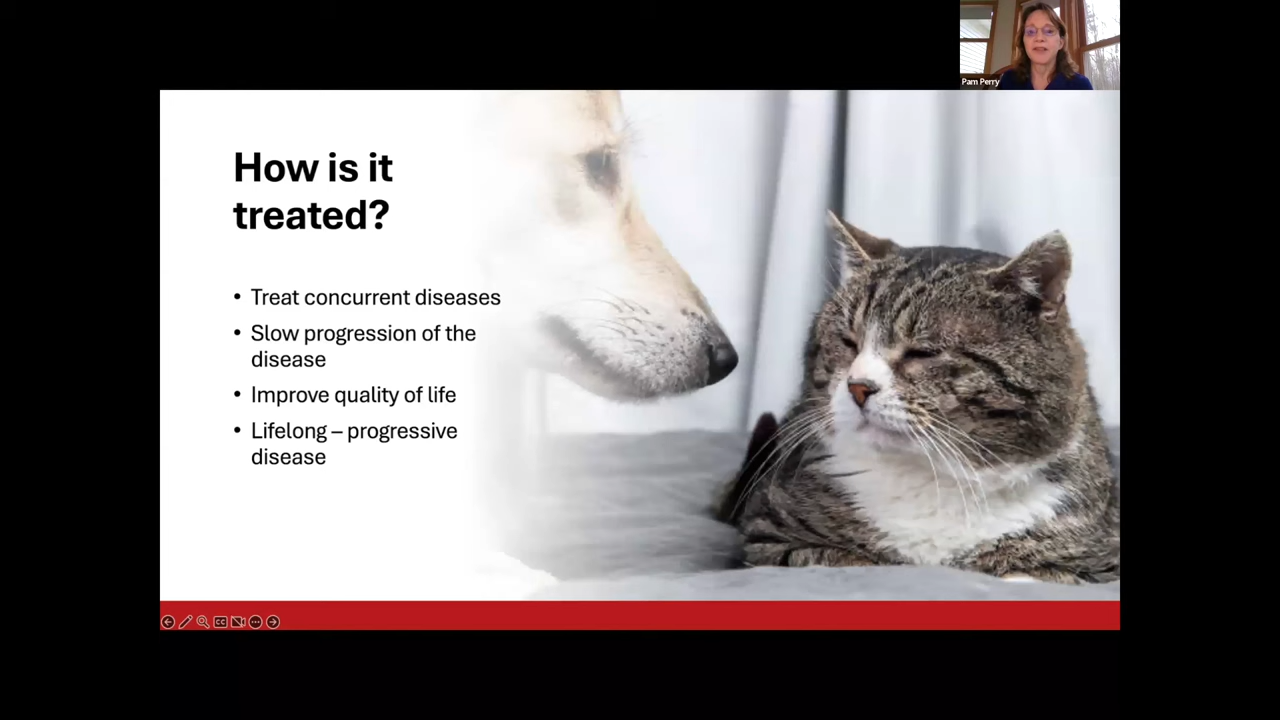 Pam Perry
How is it
treated?
• Treat concurrent diseases
• Slow progression of the
disease
• Improve quality of life
• Lifelong – progressive
disease
CC